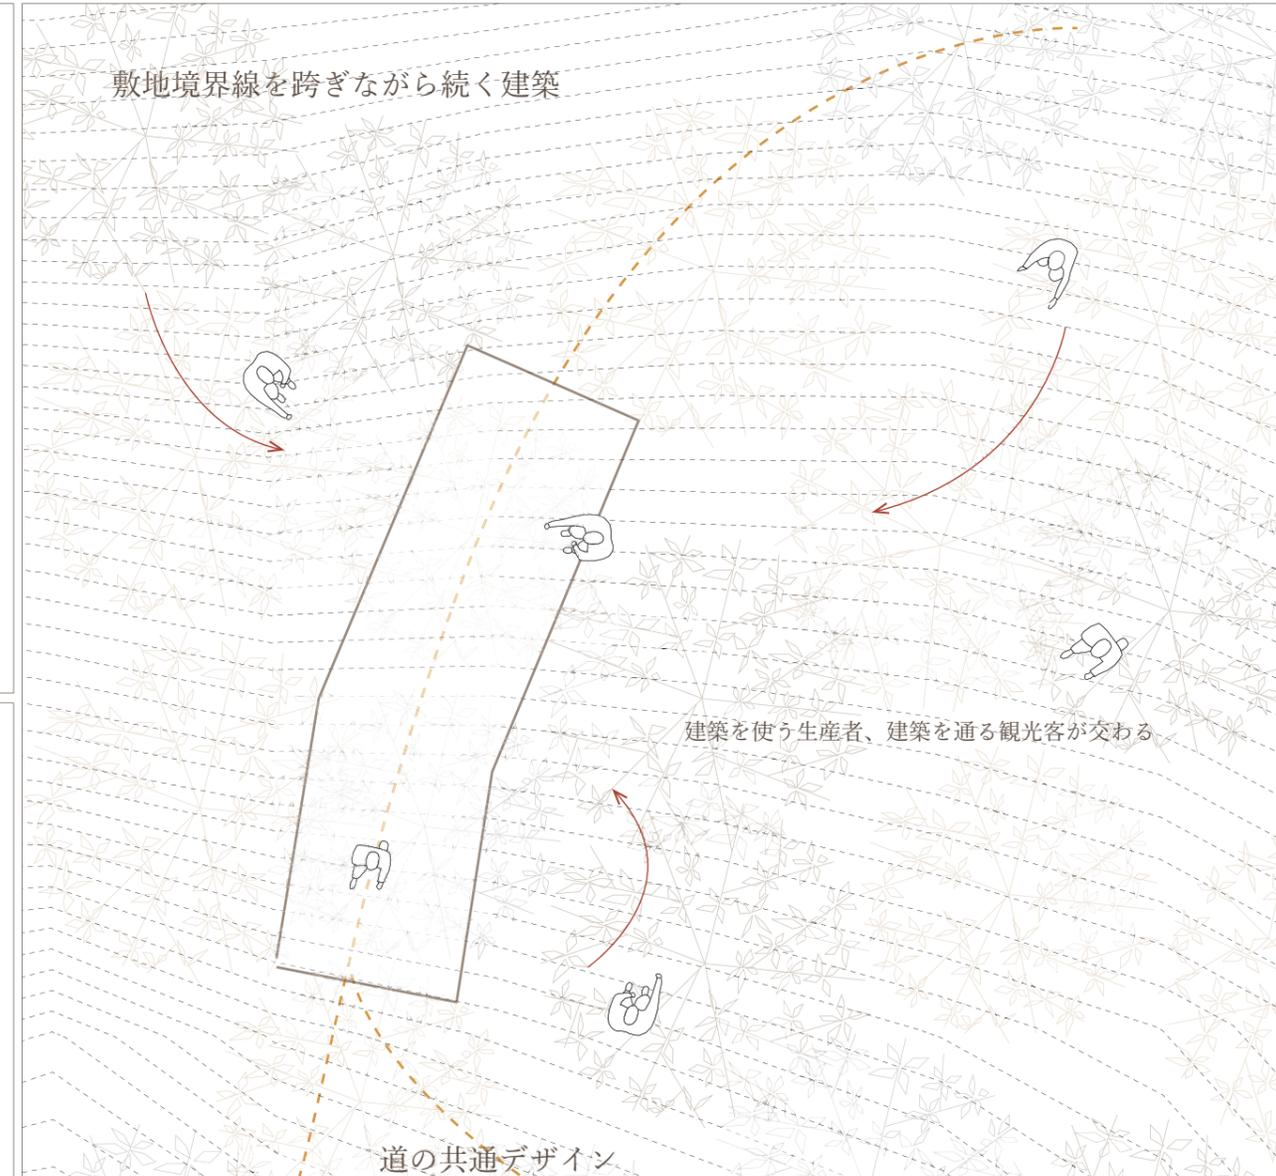 敷地境界線を跨ぎながら続く建築
建築を使う生産者、建築を通る観光客が交わる
道の共通デザイン